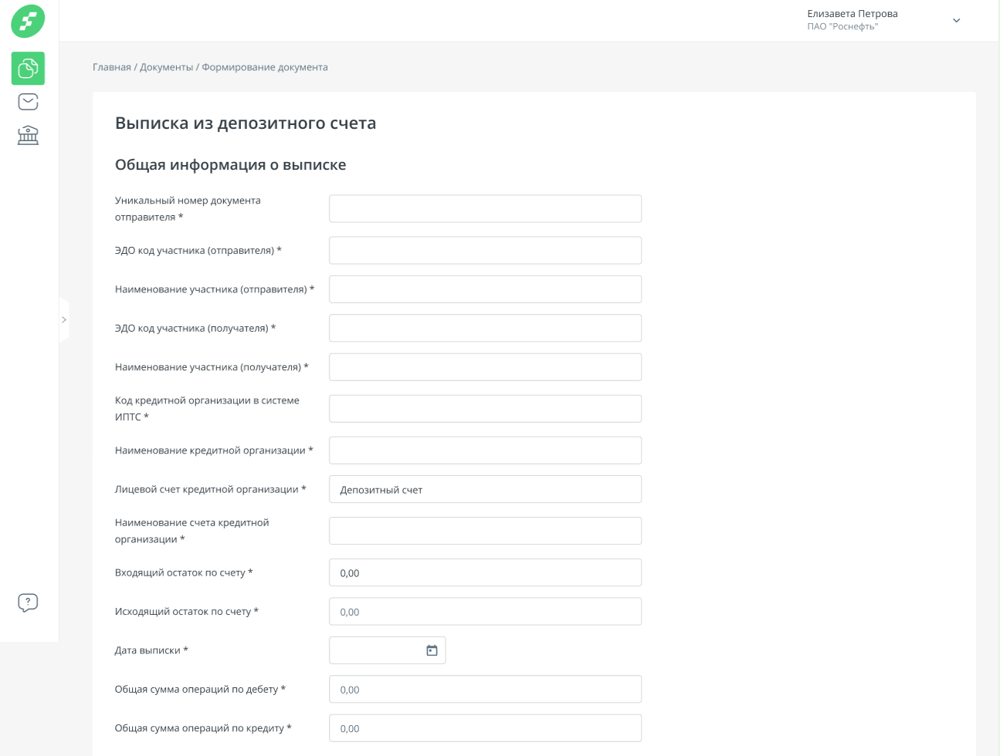 Елизавета Петрова
ПАО "Роснефть"
Главная / Документы / Формирование документа
Выписка из депозитного счета
Общая информация о выписке
Уникальный номер документа
отправителя *
ЭДО код участника (отправителя) *
Наименование участника (отправителя) *
ЭДО код участника (получателя) *
Наименование участника (получателя) *
Код кредитной организации в системе
ИПТС *
Наименование кредитной организации *
Лицевой счет кредитной организации *
Депозитный счет
Наименование счета кредитной
организации *
Входящий остаток по счету *
0,00
Исходящий остаток по счету *
0,00
Дата выписки *
Общая сумма операций по дебету *
0,00
Общая сумма операций по кредиту *
0,00